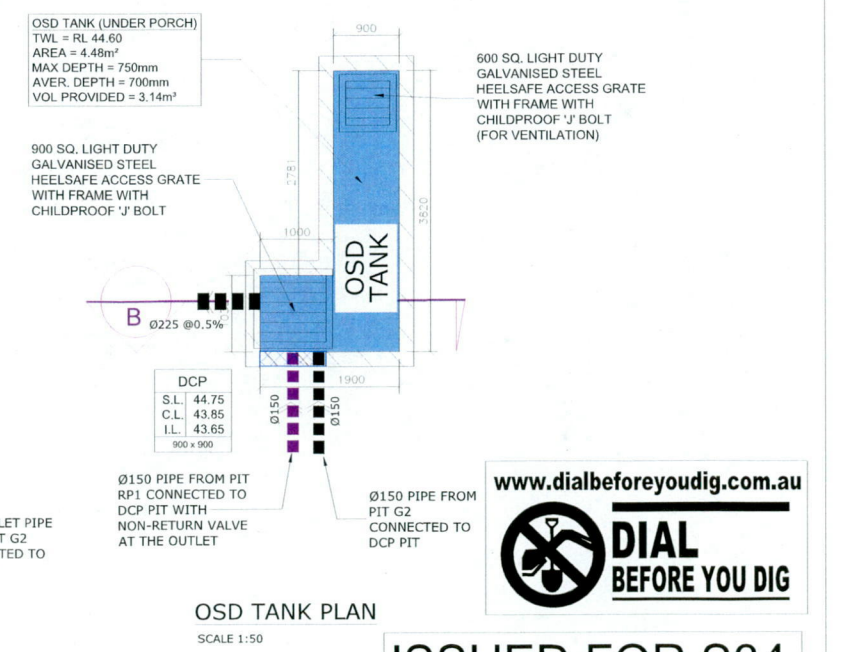 OSD TANK (UNDER PORCH)
TWL = RL 44.60
AREA = 4.48m²
MAX DEPTH = 750mm
AVER. DEPTH = 700mm
VOL PROVIDED = 3.14m³
900
600 SQ. LIGHT DUTY
GALVANISED STEEL
HEELSAFE ACCESS GRATE
WITH FRAME WITH
CHILDPROOF 'J' BOLT
(FOR VENTILATION)
900 SQ. LIGHT DUTY
GALVANISED STEEL
HEELSAFE ACCESS GRATE
WITH FRAME WITH
CHILDPROOF 'J' BOLT
2781
3820
1000
OSD
TANK
B
Ø225 @0.5%
1900
DCP
S.L. 44.75
C.L. 43.85
I.L. 43.65
900 x 900
Ø150
Ø150
Ø150 PIPE FROM PIT
RP1 CONNECTED TO
DCP PIT WITH
NON-RETURN VALVE
AT THE OUTLET
Ø150 PIPE FROM
PIT G2
CONNECTED TO
DCP PIT
LET PIPE
T G2
TED TO
www.dialbeforeyoudig.com.au
DIAL
BEFORE YOU DIG
OSD TANK PLAN
SCALE 1:50
ISSUED FOR S94